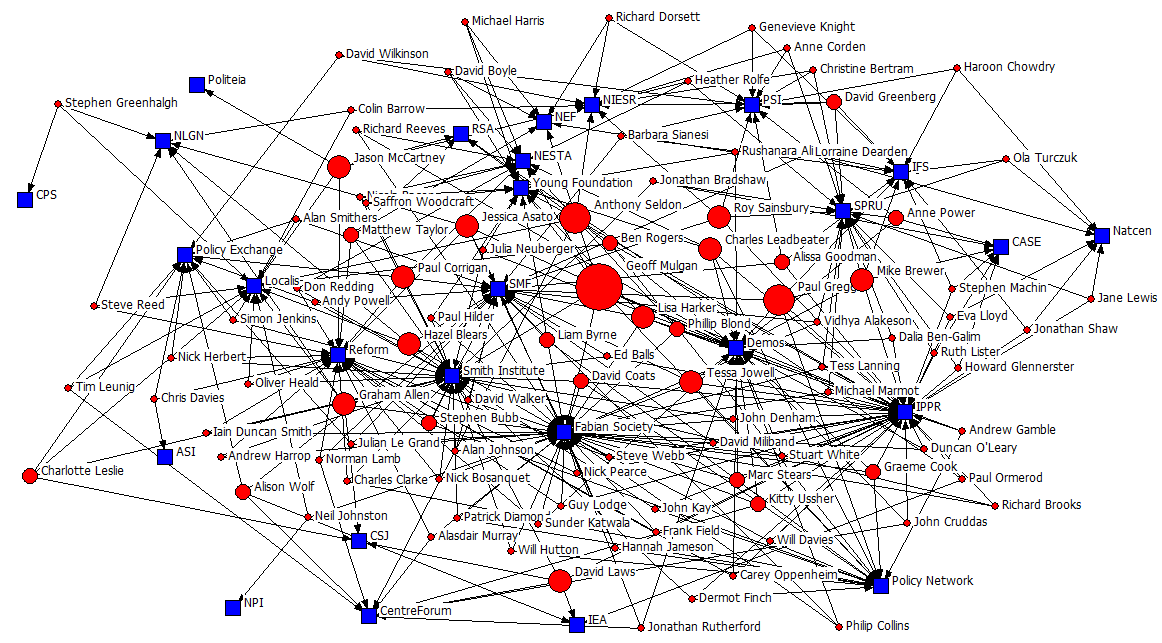 Michael Harris
Richard Dorsett
Genevieve Knight
David Wilkinson
Anne Corden
David Boyle
Heather Rolfe
Christine Bertram
Haroon Chowdry
Politeia
Stephen Greenhalgh
Colin Barrow
NIESR
PSI
David Greenberg
NEF
Richard Reeves
RSA
NLGN
Barbara Sianesi
Jason McCartney
NESTA
Rushanara Ali
Lorraine Dearden
IFS
Ola Turczuk
Young Foundation
Jonathan Bradshaw
CPS
Saffron Woodcraft
Anthony Seldon
Roy Sainsbury
SPRU
Anne Power
Alan Smithers
Jessica Asato
Matthew Taylor
Ben Rogers
Charles Leadbeater
Natcen
CASE
Policy Exchange
Julia Neuberger
Alissa Goodman
Paul Corrigan
Geoff Mulgan
Mike Brewer
Localis
Don Redding
SMF
Paul Gregg
Stephen Machin
Jane Lewis
Steve Reed
Andy Powell
Lisa Harker
Simon Jenkins
Paul Hilder
Philip Blond
Vidhya Alakeson
Eva Lloyd
Jonathan Shaw
Hazel Blears
Liam Byrne
Dalia Ben-Galim
Nick Herbert
Reform
Ed Balls
Demos
Ruth Lister
Tess Lanning
Howard Glennerster
Smith Institute
David Coats
Tessa Jowell
Tim Leunig
Oliver Heald
Michael Marmot
Chris Davies
Graham Allen
David Walker
IPPR
Stephen Bubb
John Denham
Iain Duncan Smith
Fabian Society
Andrew Gamble
Julian Le Grand
David Miliband
Duncan O'Leary
ASI
Andrew Harrop
Norman Lamb
Alan Johnson
Steve Webb
Stuart White
Charlotte Leslie
Charles Clarke
Nick Bosanquet
Nick Pearce
Marc Stears
Graeme Cook
Paul Ormerod
Alison Wolf
Kitty Ussher
Guy Lodge
John Kay
Richard Brooks
Neil Johnston
Patrick Diamon
Sunder Katwala
John Cruddas
CSJ
Alasdair Murray
Frank Field
Will Davies
Will Hutton
Hannah Jameson
David Laws
Carey Oppenheim
Policy Network
NPI
CentreForum
Dermot Finch
IEA
Jonathan Rutherford
Philip Collins